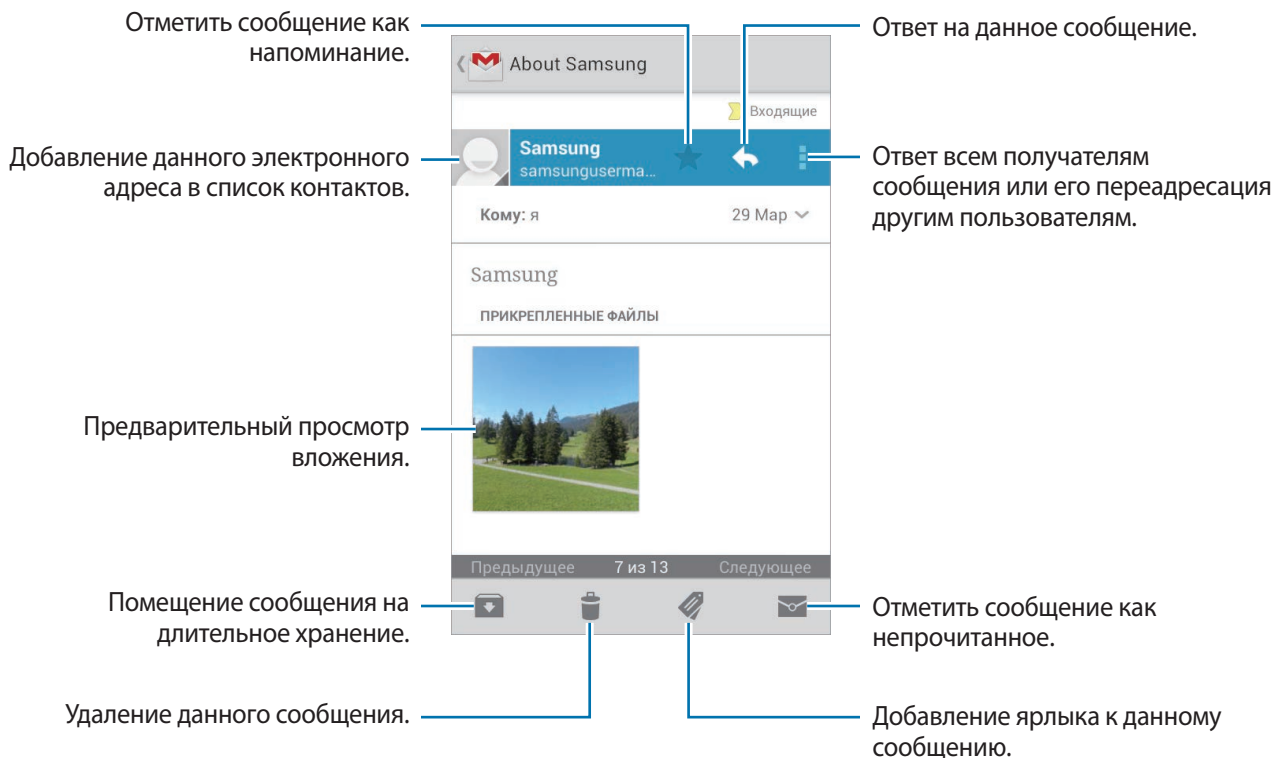 Отметить сообщение как
напоминание.
Ответ на данное сообщение.
About Samsung
Входящие
Добавление данного электронного
адреса в список контактов.
Samsung
samsunguserma...
Ответ всем получателям
сообщения или его переадресация
другим пользователям.
Кому: я
29 Мар
Samsung
ПРИКРЕПЛЕННЫЕ ФАЙЛЫ
Предварительный просмотр
вложения.
Предыдущее 7 из 13 Следующее
Помещение сообщения на
длительное хранение.
Отметить сообщение как
непрочитанное.
Удаление данного сообщения.
Добавление ярлыка к данному
сообщению.